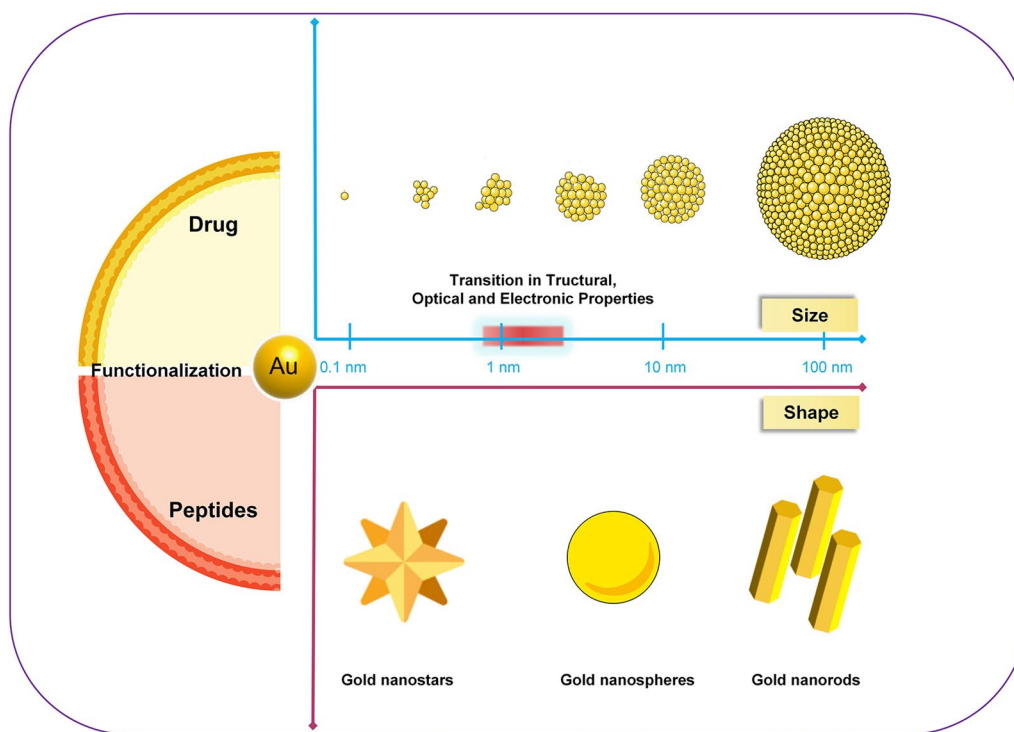 Drug
Functionalization
Au
Peptides
Transition in Tructural,
Optical and Electronic Properties
Size
0.1 nm
1 nm
10 nm
100 nm
Shape
Gold nanostars
Gold nanospheres
Gold nanorods